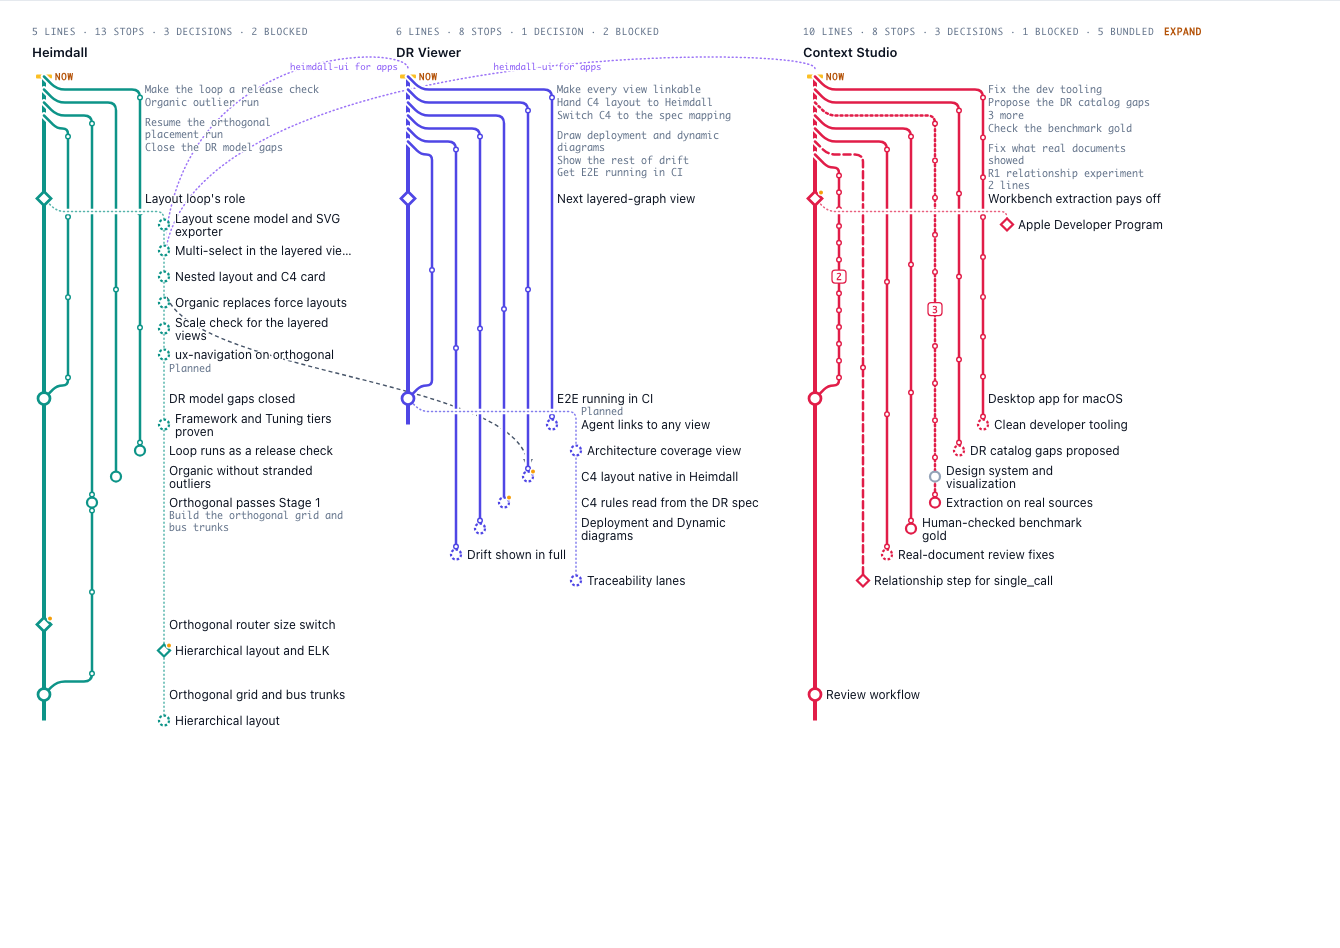 5 LINES · 13 STOPS · 3 DECISIONS · 2 BLOCKED
Heimdall
NOW
heimdall-ui for apps
Make the loop a release check
Organic outlier run
Resume the orthogonal
placement run
Close the DR model gaps
Layout loop's role
Layout scene model and SVG
exporter
Multi-select in the layered vie...
Nested layout and C4 card
Organic replaces force layouts
Scale check for the layered
views
ux-navigation on orthogonal
Planned
DR model gaps closed
Framework and Tuning tiers
proven
Loop runs as a release check
Organic without stranded
outliers
Orthogonal passes Stage 1
Build the orthogonal grid and
bus trunks
Orthogonal router size switch
Hierarchical layout and ELK
Orthogonal grid and bus trunks
Hierarchical layout
6 LINES · 8 STOPS · 1 DECISION · 2 BLOCKED
DR Viewer
NOW
heimdall-ui for apps
Make every view linkable
Hand C4 layout to Heimdall
Switch C4 to the spec mapping
Draw deployment and dynamic
diagrams
Show the rest of drift
Get E2E running in CI
Next layered-graph view
E2E running in CI
Planned
Agent links to any view
Architecture coverage view
C4 layout native in Heimdall
C4 rules read from the DR spec
Deployment and Dynamic
diagrams
Drift shown in full
Traceability lanes
10 LINES · 8 STOPS · 3 DECISIONS · 1 BLOCKED · 5 BUNDLED EXPAND
Context Studio
NOW
Fix the dev tooling
Propose the DR catalog gaps
3 more
Check the benchmark gold
Fix what real documents
showed
R1 relationship experiment
2 lines
Workbench extraction pays off
Apple Developer Program
2
3
Desktop app for macOS
Clean developer tooling
DR catalog gaps proposed
Design system and
visualization
Extraction on real sources
Human-checked benchmark
gold
Real-document review fixes
Relationship step for single_call
Review workflow